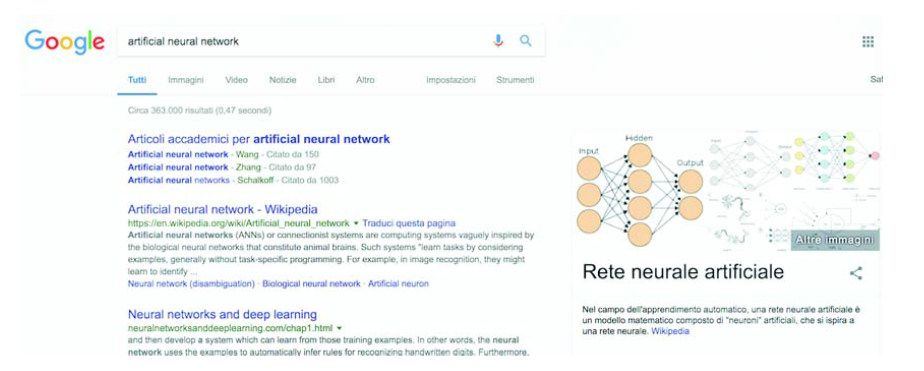 Google
artificial neural network
Tutti Immagini Video Notizie Libri Altro Impostazioni Strumenti
Saf
Circa 363.000 risultati (0,47 secondi)
Articoli accademici per artificial neural network
Artificial neural network - Wang - Citato da 150
Artificial neural network - Zhang - Citato da 97
Artificial neural networks - Schalkoff - Citato da 1003
Artificial neural network - Wikipedia
https://en.wikipedia.org/wiki/Artificial_neural_network ▾ Traduci questa pagina
Artificial neural networks (ANNs) or connectionist systems are computing systems vaguely inspired by
the biological neural networks that constitute animal brains. Such systems "learn tasks by considering
examples, generally without task-specific programming. For example, in image recognition, they might
learn to identify ...
Neural network (disambiguation) · Biological neural network · Artificial neuron
Neural networks and deep learning
neuralnetworksanddeeplearning.com/chap1.html ▾
and then develop a system which can learn from those training examples. In other words, the neural
network uses the examples to automatically infer rules for recognizing handwritten digits. Furthermore,
Hidden
Input
Output
Altre immagini
Rete neurale artificiale
Nel campo dell'apprendimento automatico, una rete neurale artificiale è
un modello matematico composto di "neuroni" artificiali, che si ispira a
una rete neurale. Wikipedia